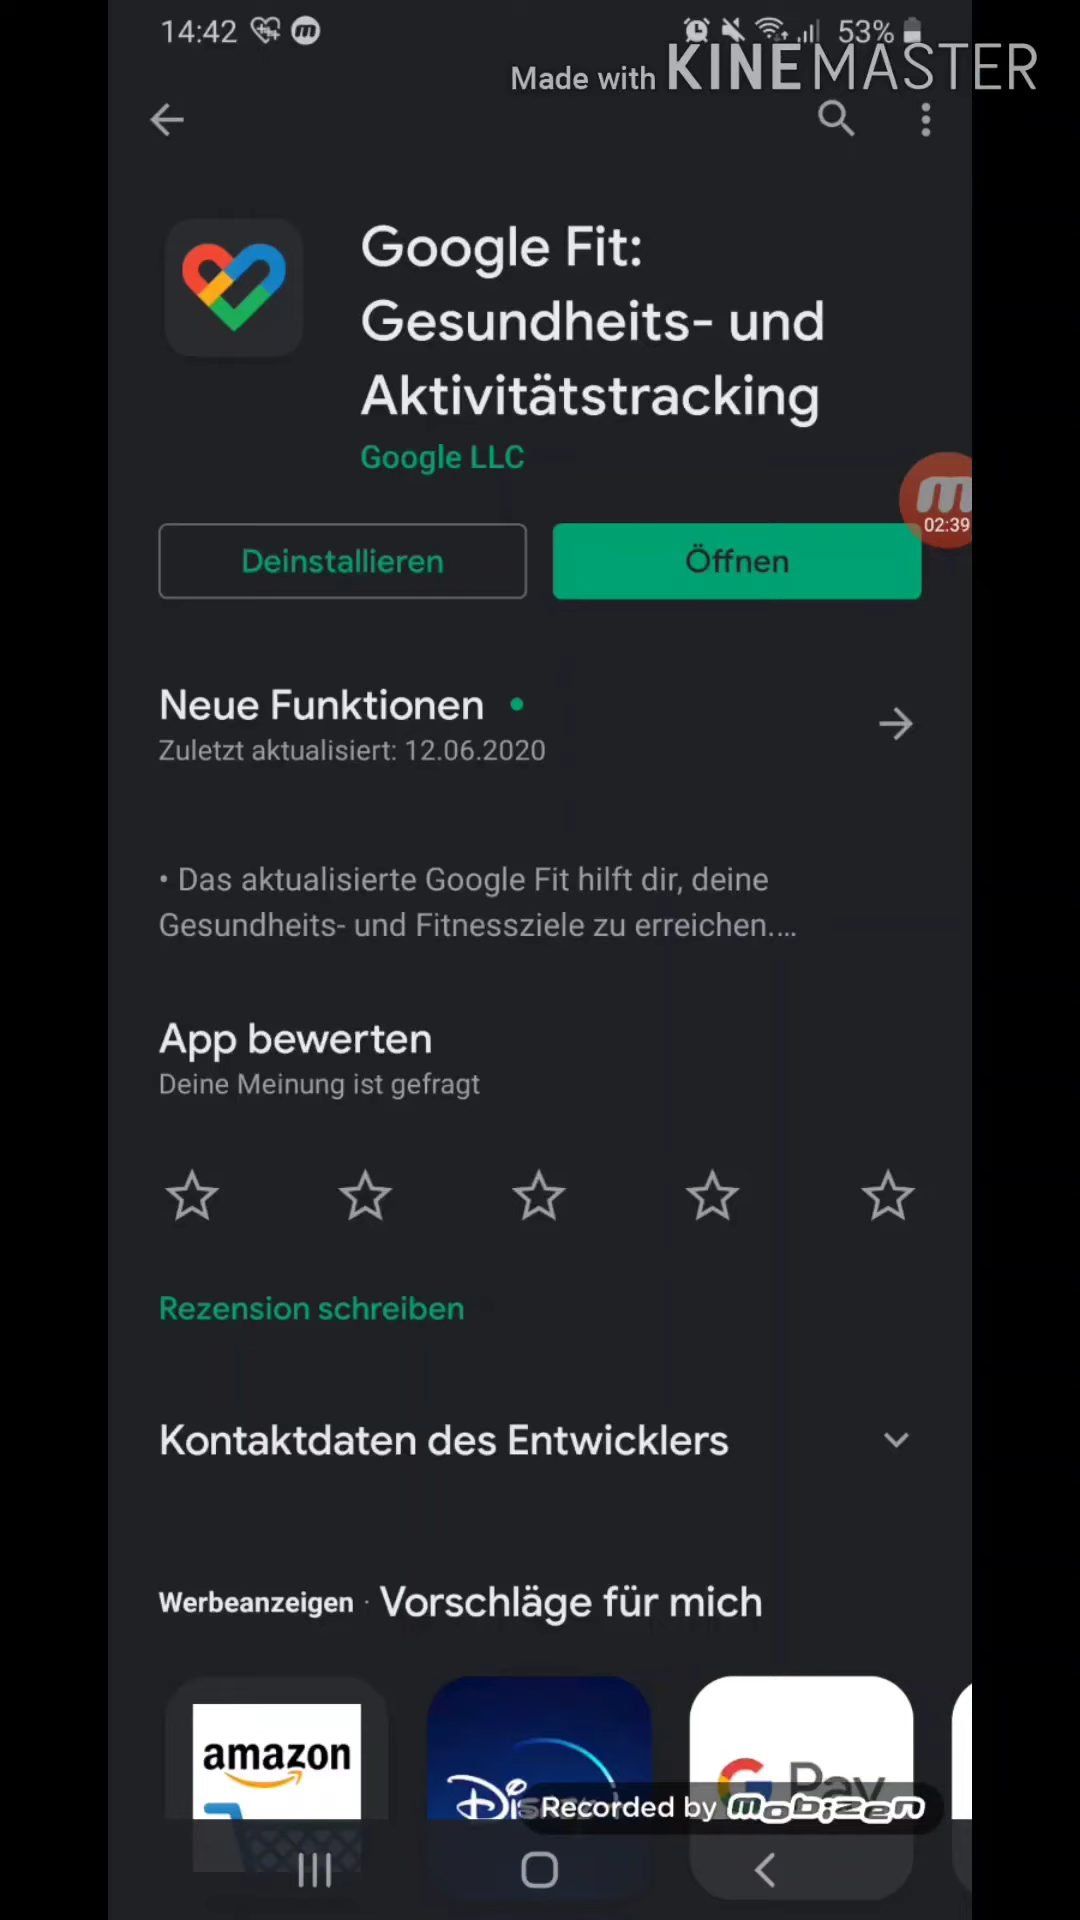 14:42
53%
Made with KINEMASTER
Google Fit:
Gesundheits- und
Aktivitätstracking
Google LLC
02:39
Deinstallieren
Öffnen
Neue Funktionen
Zuletzt aktualisiert: 12.06.2020
• Das aktualisierte Google Fit hilft dir, deine
Gesundheits- und Fitnessziele zu erreichen.…
App bewerten
Deine Meinung ist gefragt
Rezension schreiben
Kontaktdaten des Entwicklers
Werbeanzeigen · Vorschläge für mich
amazon
G Pay
Recorded by mobizen